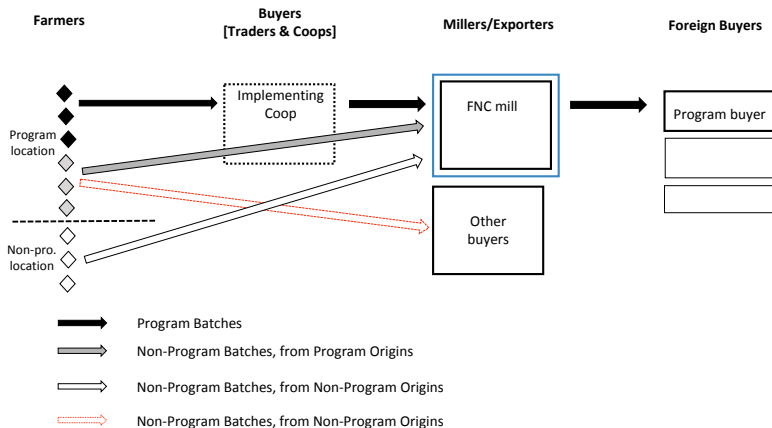 Farmers
Buyers
[Traders & Coops]
Millers/Exporters
Foreign Buyers
Implementing
Coop
FNC mill
Program buyer
Program
location
Other
buyers
Non-pro.
location
Program Batches
Non-Program Batches, from Program Origins
Non-Program Batches, from Non-Program Origins
Non-Program Batches, from Non-Program Origins